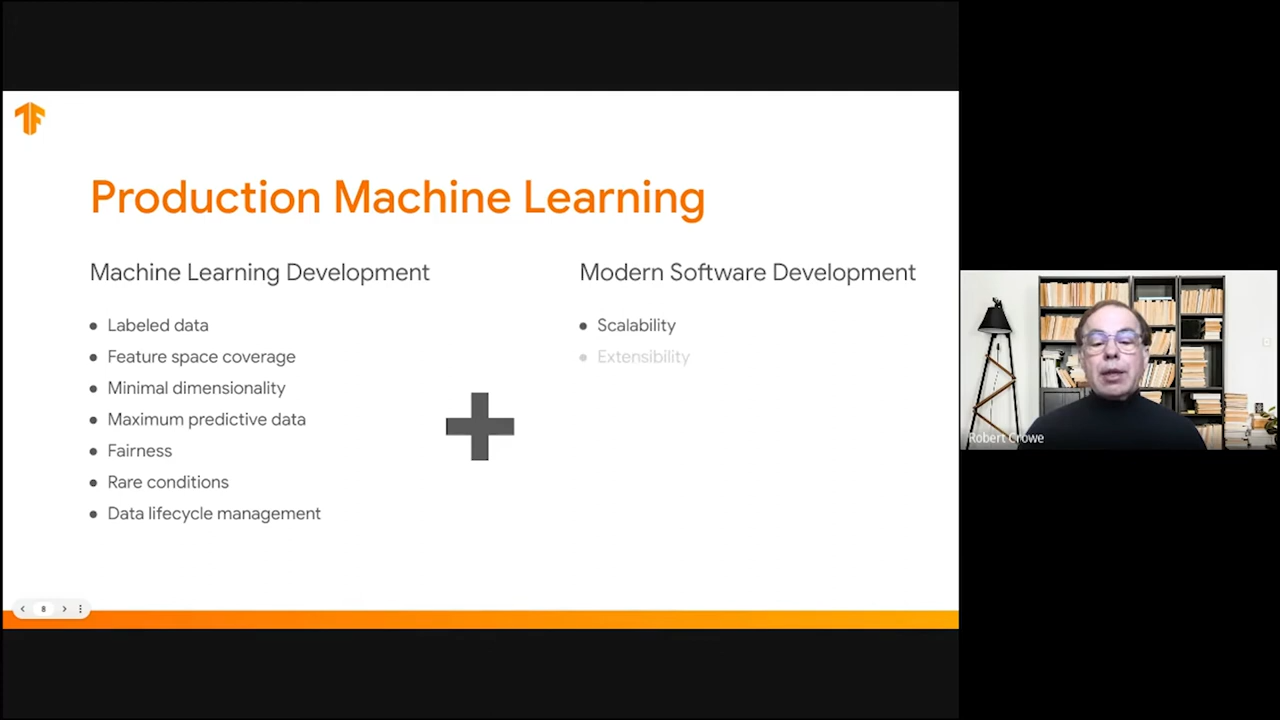 Production Machine Learning
Machine Learning Development
Labeled data
Feature space coverage
Minimal dimensionality
Maximum predictive data
Fairness
Rare conditions
Data lifecycle management
Modern Software Development
Scalability
Extensibility
8
Robert Crowe